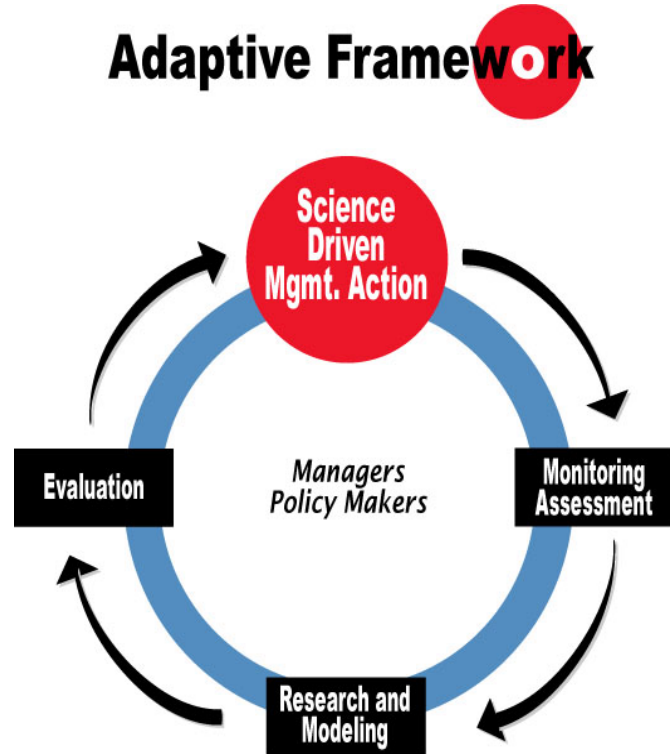 Adaptive Framework
Science
Driven
Mgmt. Action
Monitoring
Assessment
Research and
Modeling
Evaluation
Managers
Policy Makers